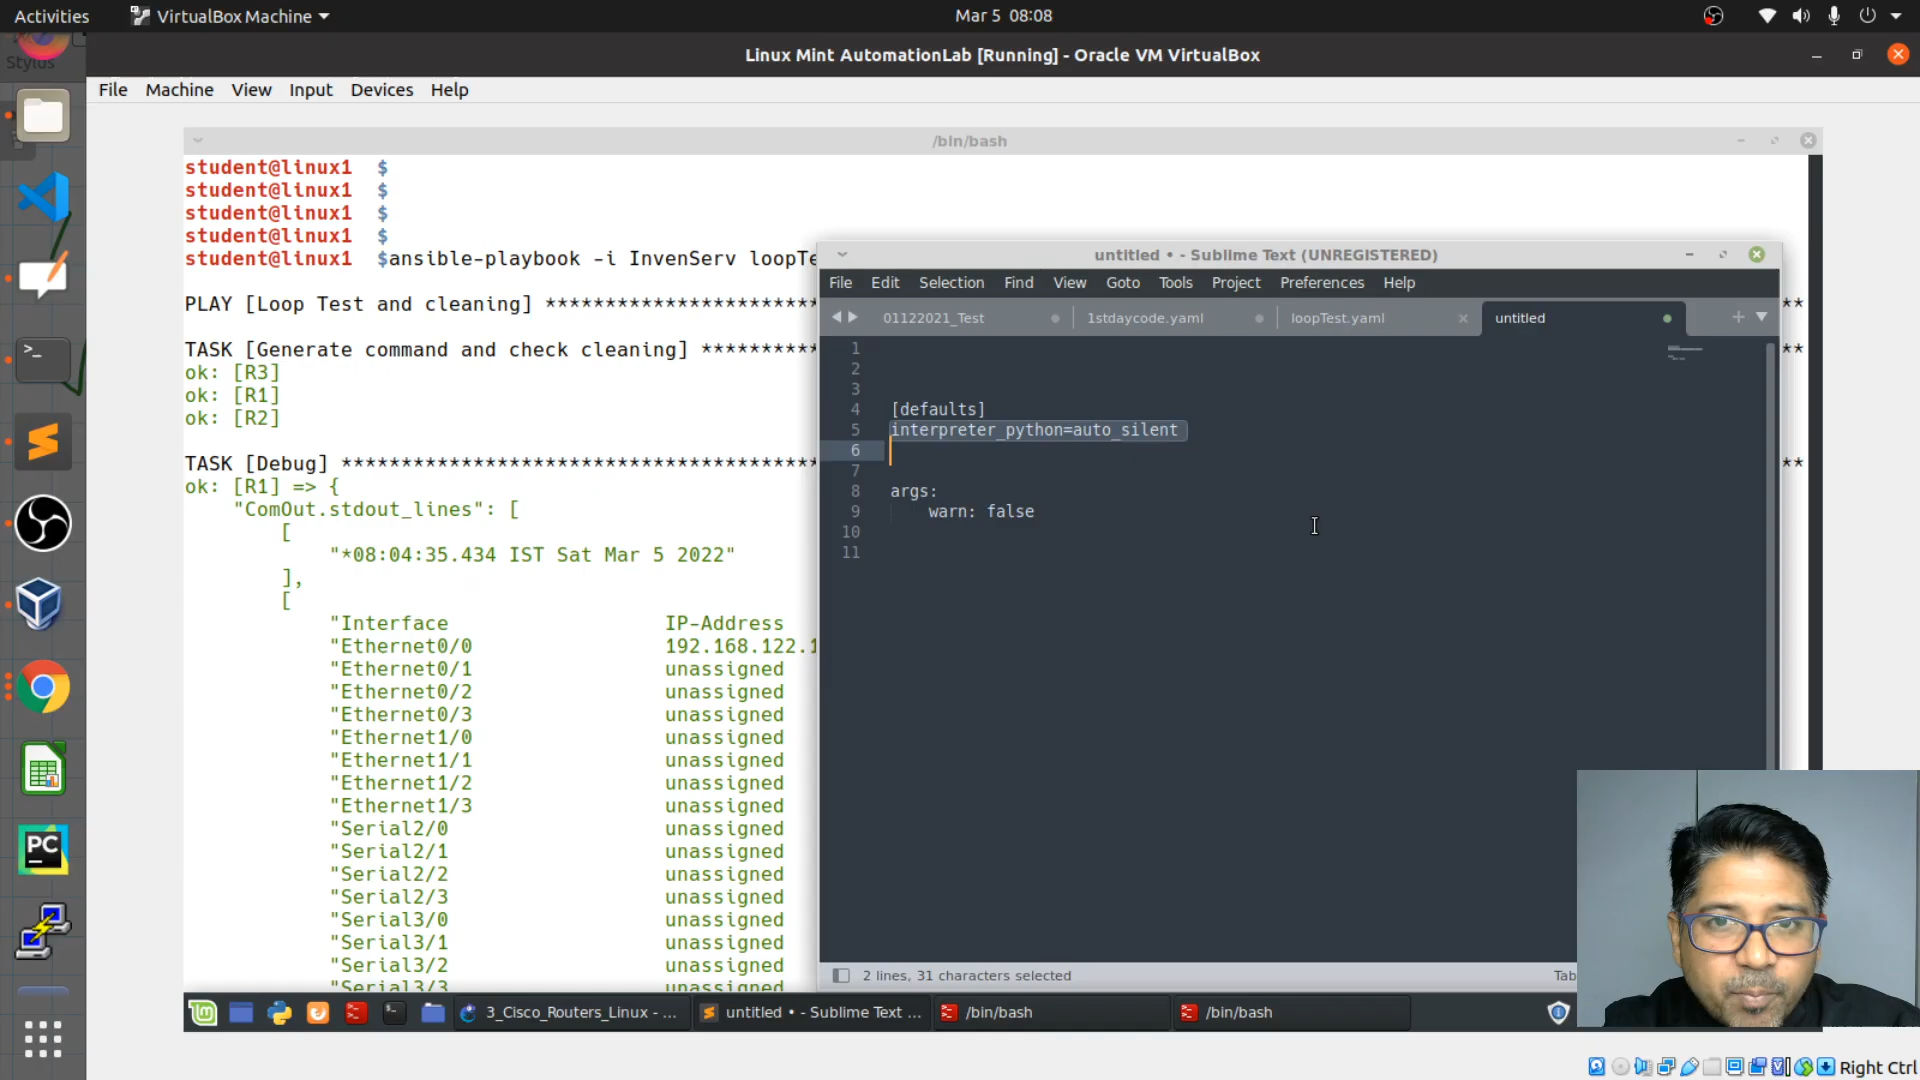 Activities VirtualBox Machine Mar 5 08:08
Stylus
Linux Mint AutomationLab [Running] - Oracle VM VirtualBox
File Machine View Input Devices Help
/bin/bash
student@linux1 $
student@linux1 $
student@linux1 $
student@linux1 $
student@linux1 $ansible-playbook -i InvenServ loopTe
PLAY [Loop Test and cleaning] ************************
**
TASK [Generate command and check cleaning] **********
**
ok: [R3]
ok: [R1]
ok: [R2]
TASK [Debug] ****************************************
**
ok: [R1] => {
"ComOut.stdout_lines": [
[
"*08:04:35.434 IST Sat Mar 5 2022"
],
[
"Interface IP-Address
"Ethernet0/0 192.168.122.1
"Ethernet0/1 unassigned
"Ethernet0/2 unassigned
"Ethernet0/3 unassigned
"Ethernet1/0 unassigned
"Ethernet1/1 unassigned
"Ethernet1/2 unassigned
"Ethernet1/3 unassigned
"Serial2/0 unassigned
"Serial2/1 unassigned
"Serial2/2 unassigned
"Serial2/3 unassigned
"Serial3/0 unassigned
"Serial3/1 unassigned
"Serial3/2 unassigned
"Serial3/3 unassigned
untitled • - Sublime Text (UNREGISTERED)
File Edit Selection Find View Goto Tools Project Preferences Help
01122021_Test 1stdaycode.yaml loopTest.yaml untitled
1
2
3
4 [defaults]
5 interpreter_python=auto_silent
6
7
8 args:
9 warn: false
10
11
2 lines, 31 characters selected Tab
3_Cisco_Routers_Linux - ... untitled • - Sublime Text ... /bin/bash /bin/bash
PC
Right Ctrl